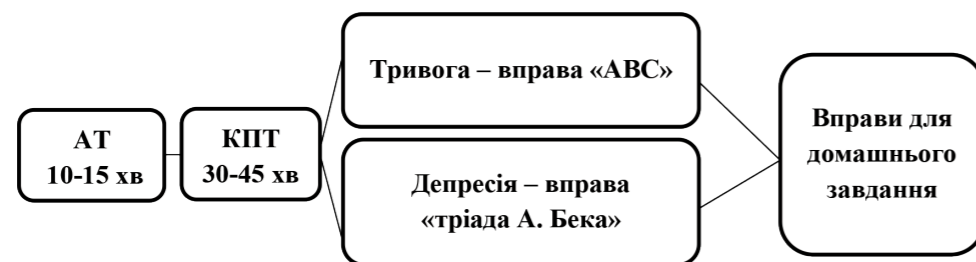 АТ
10-15 хв
КПТ
30-45 хв
Тривога – вправа «АВС»
Депресія – вправа
«тріада А. Бека»
Вправи для
домашнього
завдання